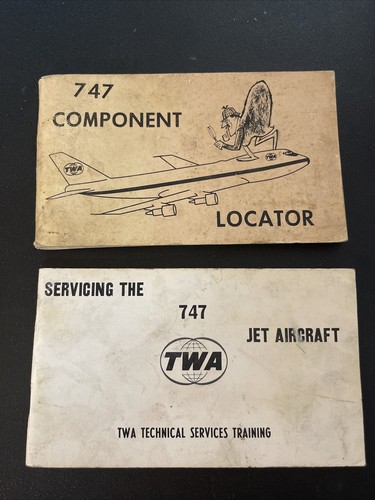 747
COMPONENT
TWA
LOCATOR
SERVICING THE
747
JET AIRCRAFT
TWA
TWA TECHNICAL SERVICES TRAINING